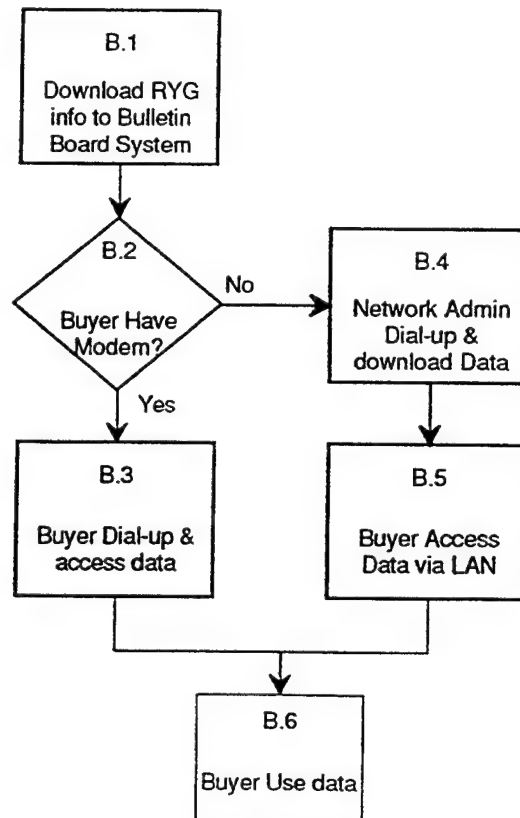 B.1
Download RYG
info to Bulletin
Board System
B.2
Buyer Have
Modem?
No
Yes
B.4
Network Admin
Dial-up &
download Data
B.3
Buyer Dial-up &
access data
B.5
Buyer Access
Data via LAN
B.6
Buyer Use data